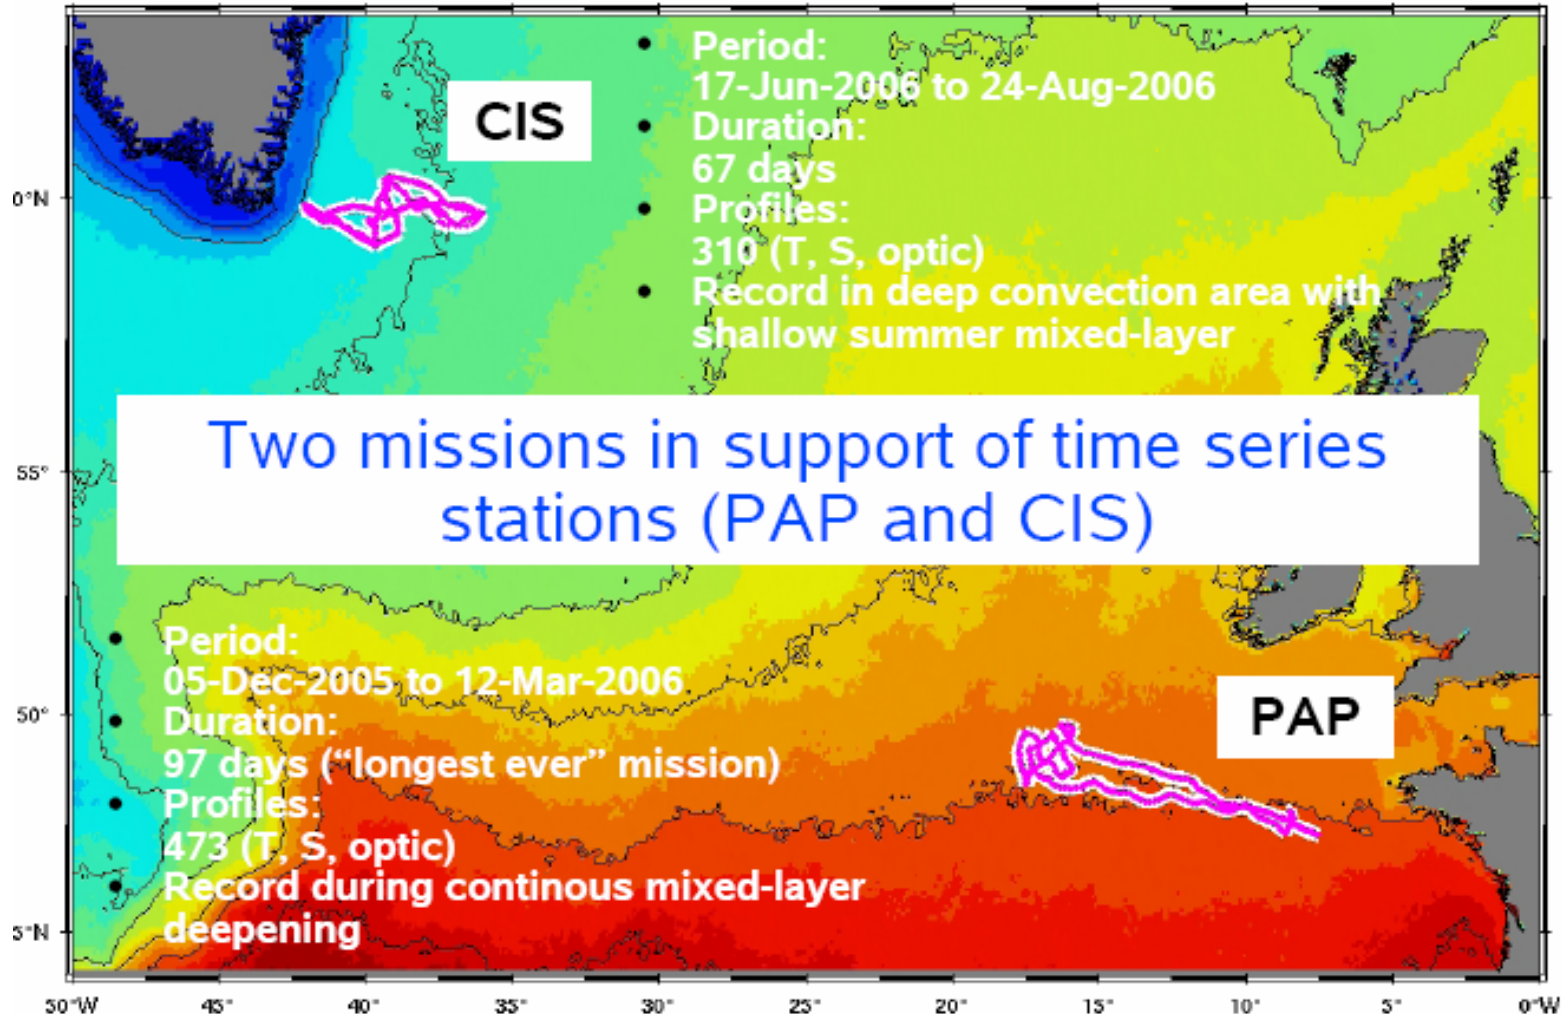 CIS
Period:
17-Jun-2006 to 24-Aug-2006
Duration:
67 days
Profiles:
310 (T, S, optic)
Record in deep convection area with
shallow summer mixed-layer
Two missions in support of time series
stations (PAP and CIS)
Period:
05-Dec-2005 to 12-Mar-2006
Duration:
97 days (“longest ever” mission)
Profiles:
473 (T, S, optic)
Record during continous mixed-layer
deepening
PAP
0°N
55°
50°
5°N
50°W 45° 40° 35° 30° 25° 20° 15° 10° 5° 0°W